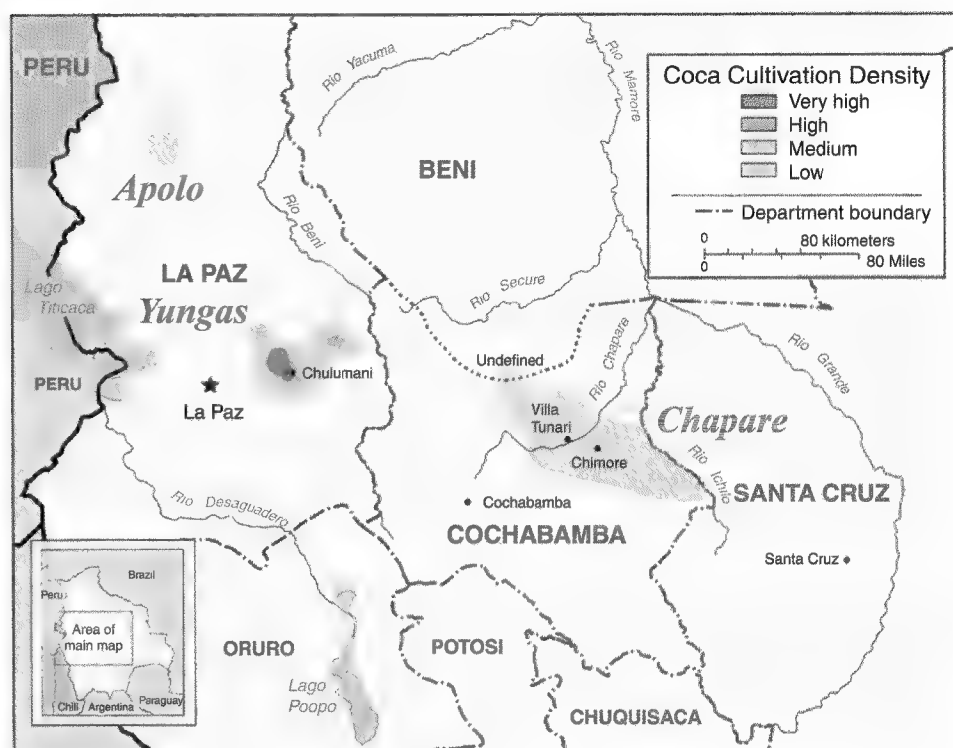 PERU
Rio Yacuma
Rio Mamore
Coca Cultivation Density
Very high
High
Medium
Low
Department boundary
0 80 kilometers
0 80 Miles
BENI
Apolo
Rio Beni
LA PAZ
Yungas
Lago
Titicaca
Rio Secure
Undefined
Rio Chapare
Rio Grande
PERU
Chulumani
La Paz
Villa
Tunari
Chapare
Chimore
Rio Ichilo
SANTA CRUZ
Rio Desaguadero
Cochabamba
COCHABAMBA
Santa Cruz
Brazil
Peru
Area of
main map
Chili
Argentina
Paraguay
ORURO
POTOSI
Lago
Poopo
CHUQUISACA